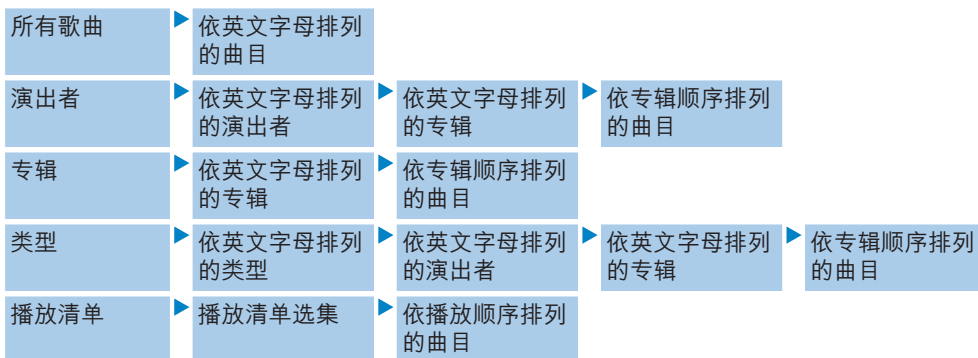 所有歌曲
依英文字母排列
的曲目
演出者
依英文字母排列
的演出者
依英文字母排列
的专辑
依专辑顺序排列
的曲目
专辑
依英文字母排列
的专辑
依专辑顺序排列
的曲目
类型
依英文字母排列
的类型
依英文字母排列
的演出者
依英文字母排列
的专辑
依专辑顺序排列
的曲目
播放清单
播放清单选集
依播放顺序排列
的曲目